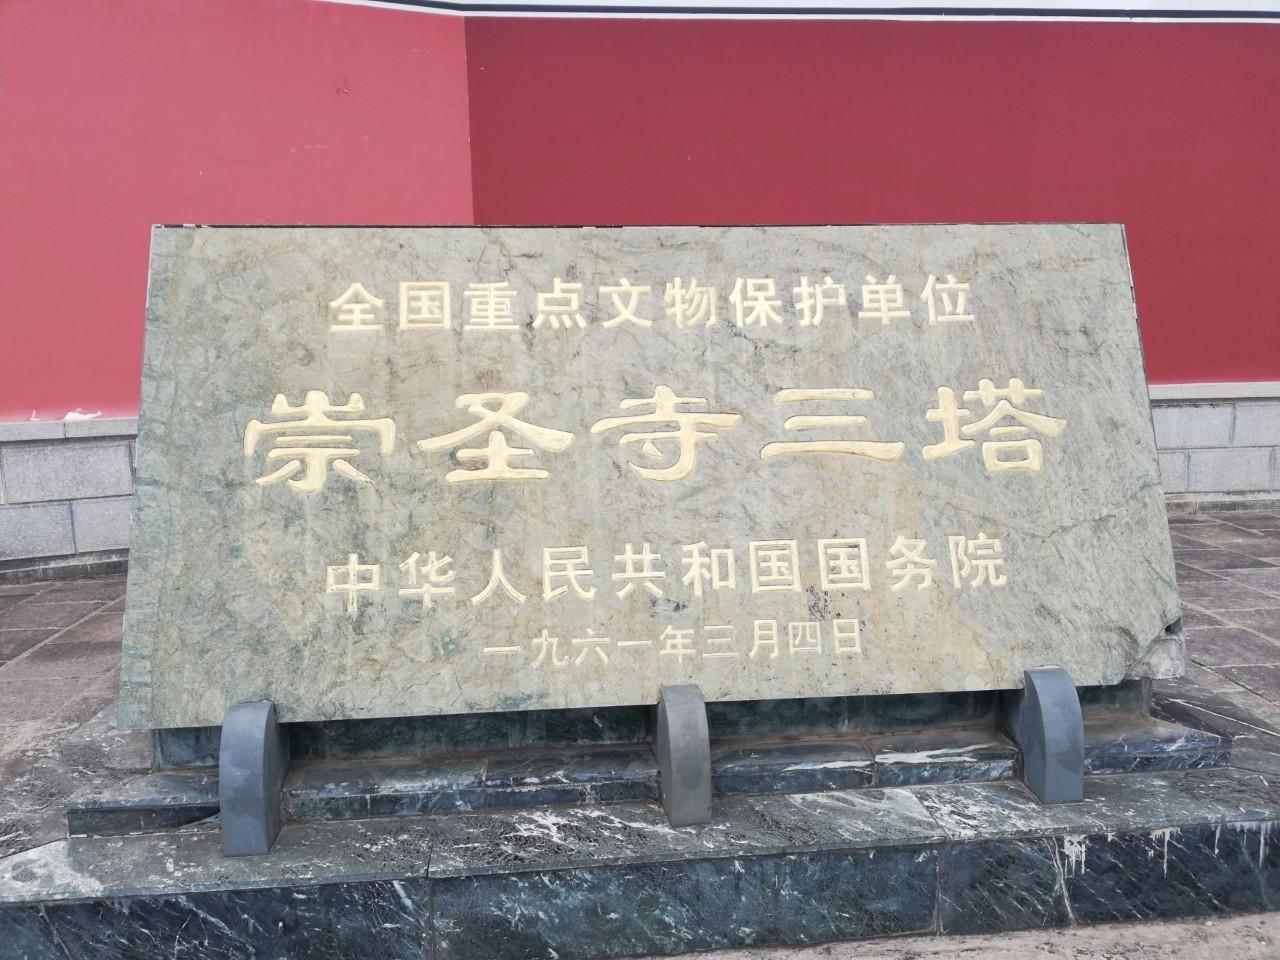 全国重点文物保护单位
崇圣寺三塔
中华人民共和国国务院
一九六一年三月四日